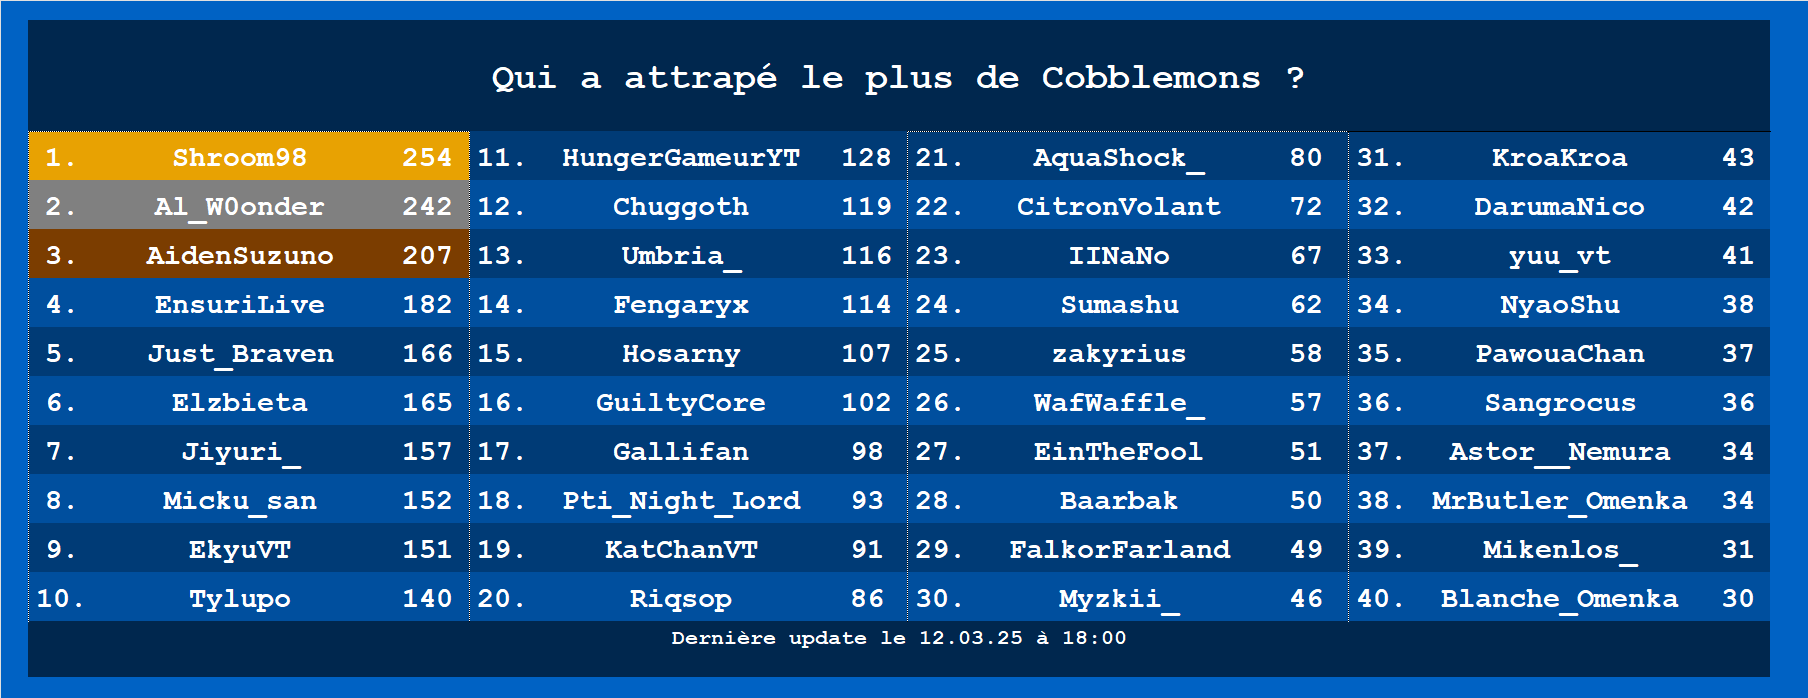 Qui a attrapé le plus de Cobblemons ?
1. Shroom98 254 11. HungerGameurYT 128 21. AquaShock_ 80 31. KroaKroa 43
2. Al_W0onder 242 12. Chuggoth 119 22. CitronVolant 72 32. DarumaNico 42
3. AidenSuzuno 207 13. Umbria_ 116 23. IINaNo 67 33. yuu_vt 41
4. EnsuriLive 182 14. Fengaryx 114 24. Sumashu 62 34. NyaoShu 38
5. Just_Braven 166 15. Hosarny 107 25. zakyrius 58 35. PawouaChan 37
6. Elzbieta 165 16. GuiltyCore 102 26. WafWaffle_ 57 36. Sangrocus 36
7. Jiyuri_ 157 17. Gallifan 98 27. EinTheFool 51 37. Astor__Nemura 34
8. Micku_san 152 18. Pti_Night_Lord 93 28. Baarbak 50 38. MrButler_Omenka 34
9. EkyuVT 151 19. KatChanVT 91 29. FalkorFarland 49 39. Mikenlos_ 31
10. Tylupo 140 20. Riqsop 86 30. Myzkii_ 46 40. Blanche_Omenka 30
Dernière update le 12.03.25 à 18:00